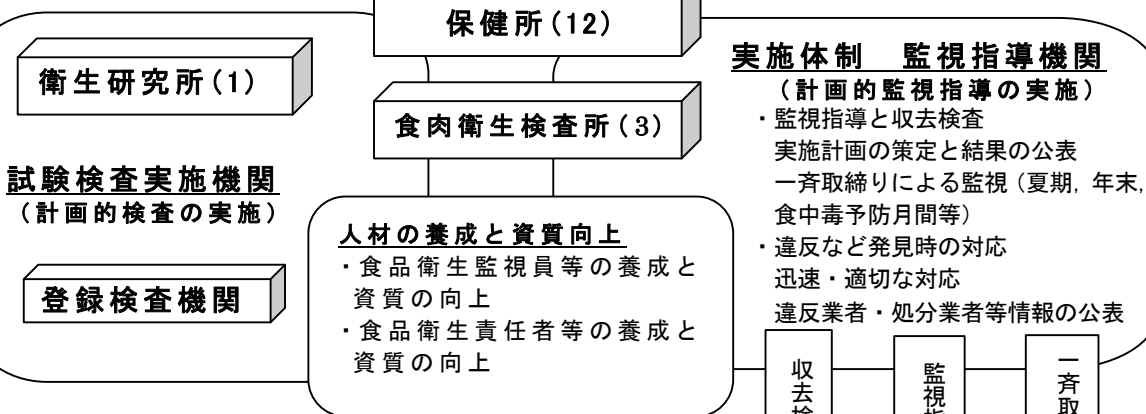 保健所(12)
衛生研究所(1)
食肉衛生検査所(3)
試験検査実施機関
(計画的検査の実施)
登録検査機関
人材の養成と資質向上
・食品衛生監視員等の養成と
資質の向上
・食品衛生責任者等の養成と
資質の向上
実施体制　監視指導機関
(計画的監視指導の実施)
・監視指導と収去検査
実施計画の策定と結果の公表
一斉取締りによる監視(夏期，年末，
食中毒予防月間等)
・違反など発見時の対応
迅速・適切な対応
違反業者・処分業者等情報の公表
収去検
監視指
一斉取